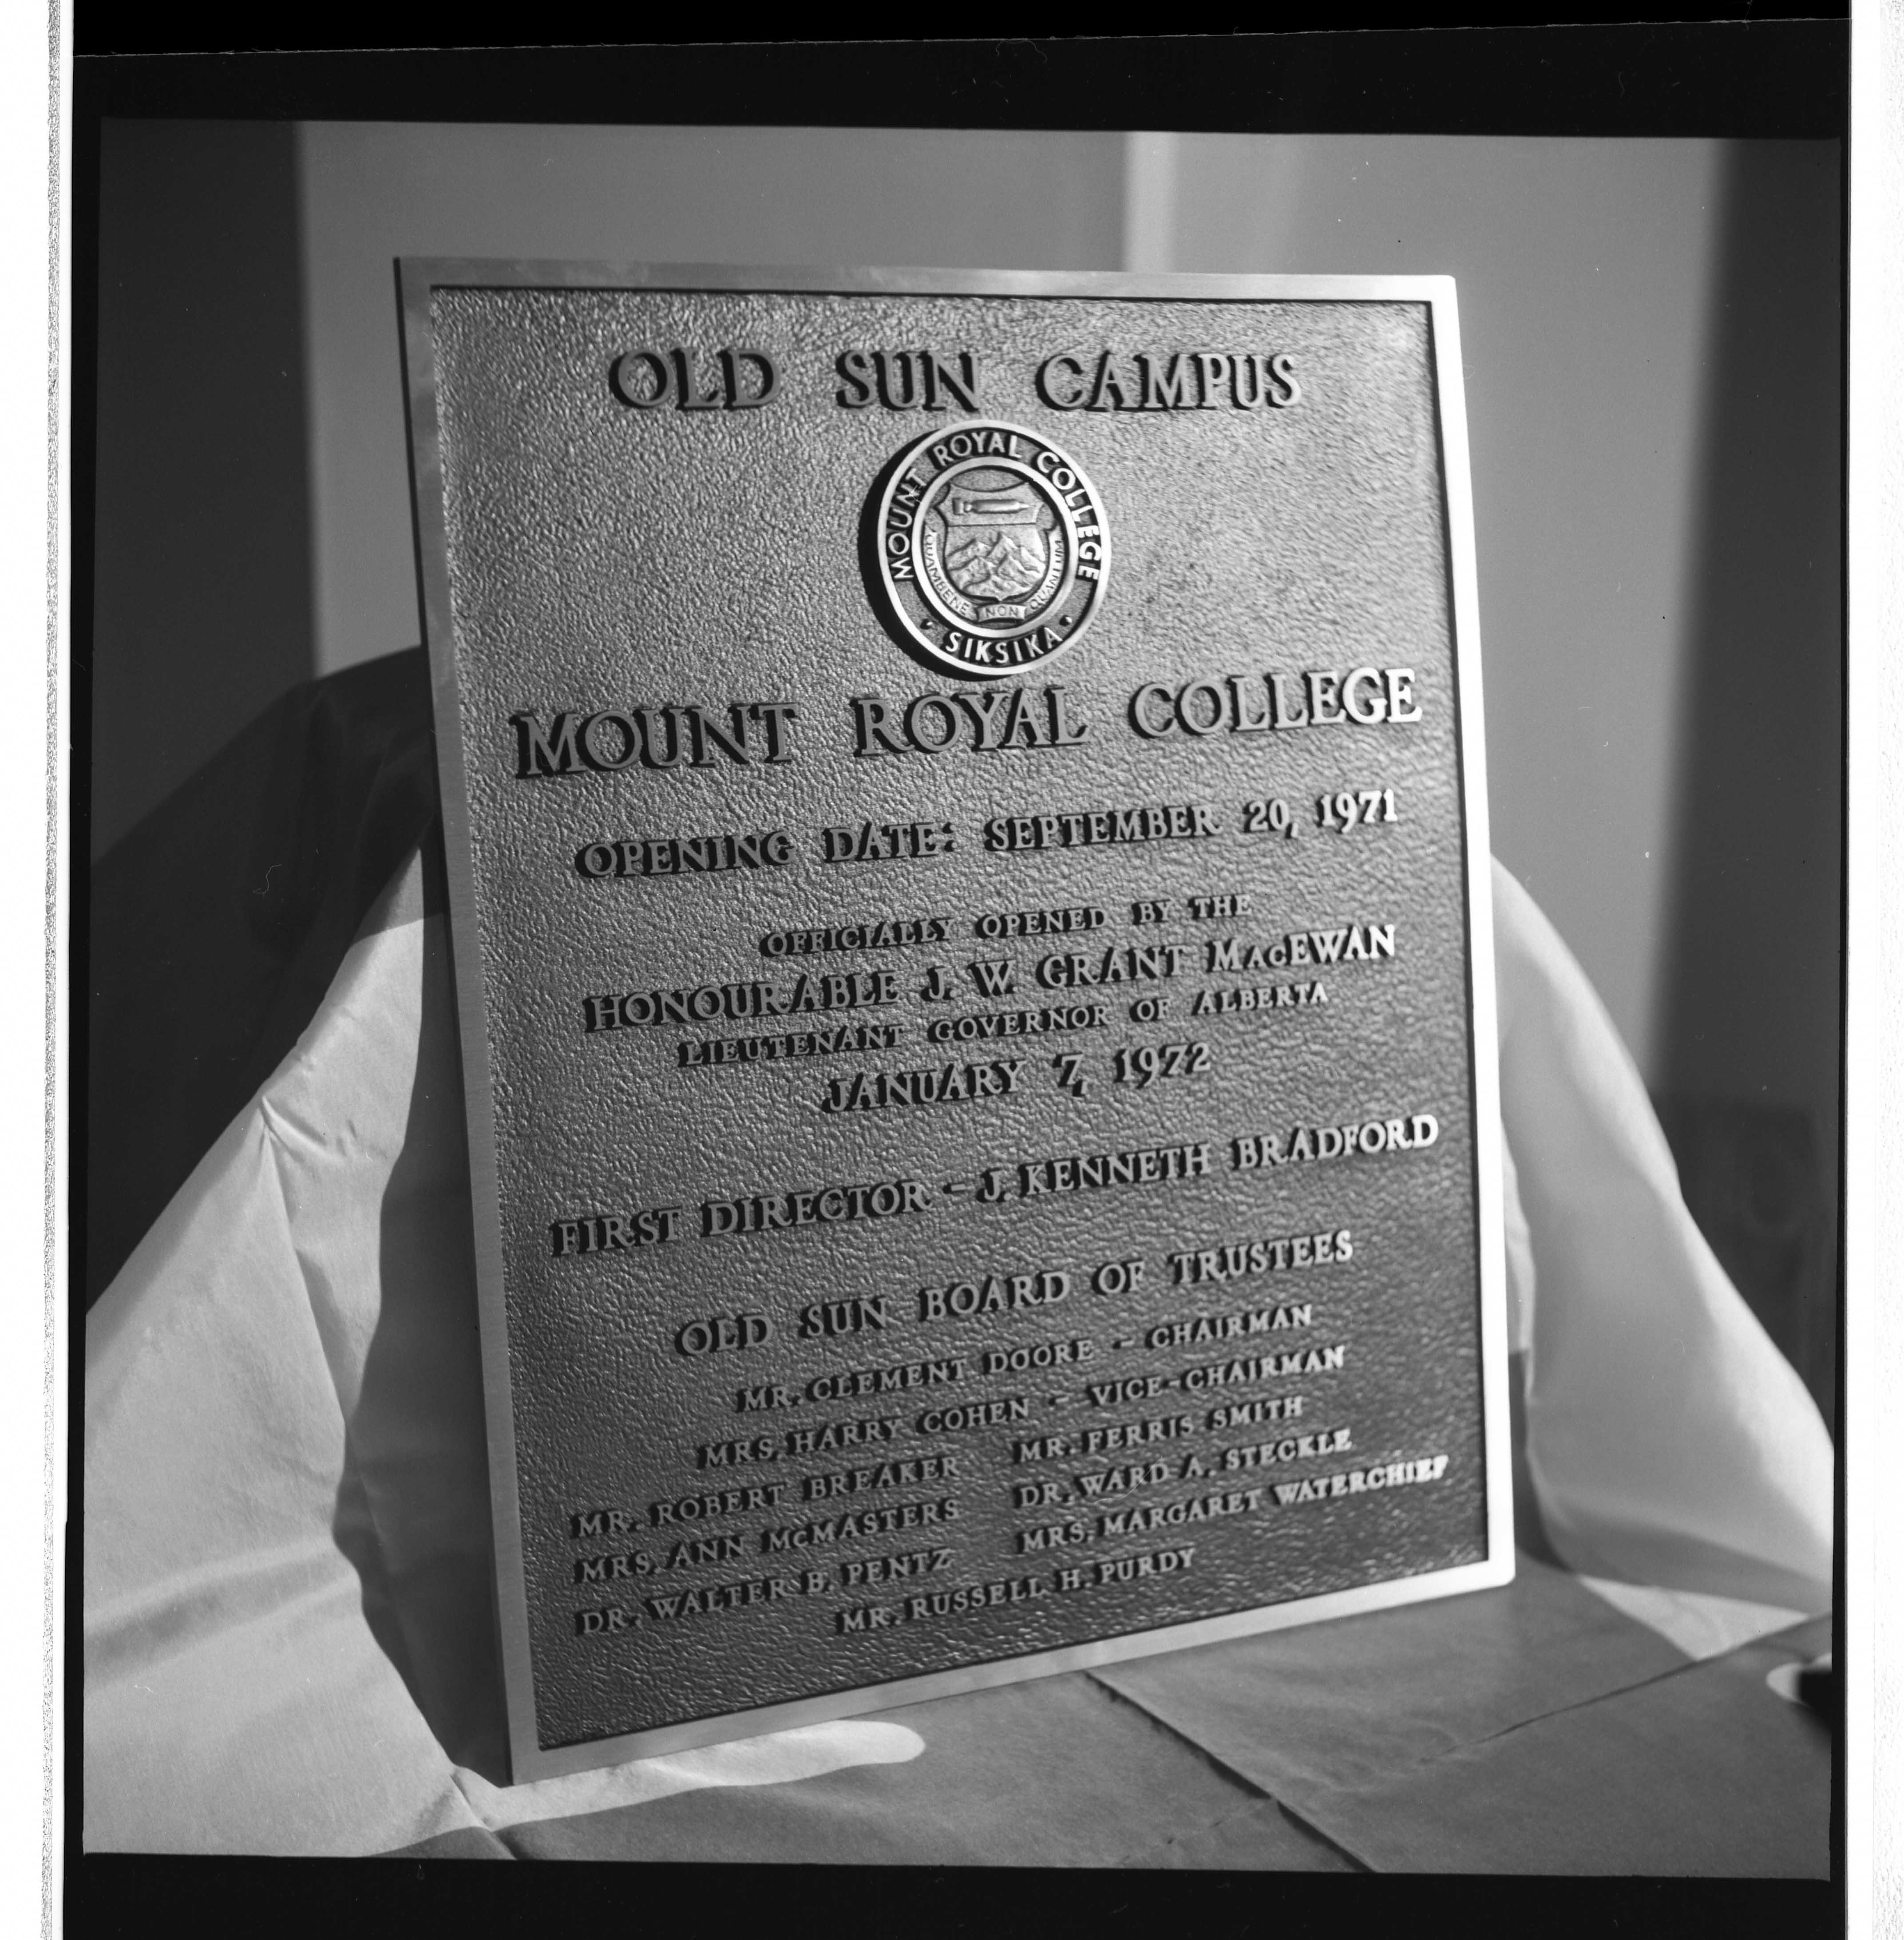 OLD SUN CAMPUS
MOUNT ROYAL COLLEGE
QUAMBENE NON QUANTUM
· SIKSIKA ·
MOUNT ROYAL COLLEGE
OPENING DATE: SEPTEMBER 20, 1971
OFFICIALLY OPENED BY THE
HONOURABLE J. W. GRANT MACEWAN
LIEUTENANT GOVERNOR OF ALBERTA
JANUARY 7, 1972
FIRST DIRECTOR - J. KENNETH BRADFORD
OLD SUN BOARD OF TRUSTEES
MR. CLEMENT DOORE - CHAIRMAN
MRS. HARRY COHEN - VICE-CHAIRMAN
MR. ROBERT BREAKER MR. FERRIS SMITH
MRS. ANN McMASTERS DR. WARD A. STECKLE
DR. WALTER B. PENTZ MRS. MARGARET WATERCHIEF
MR. RUSSELL H. PURDY